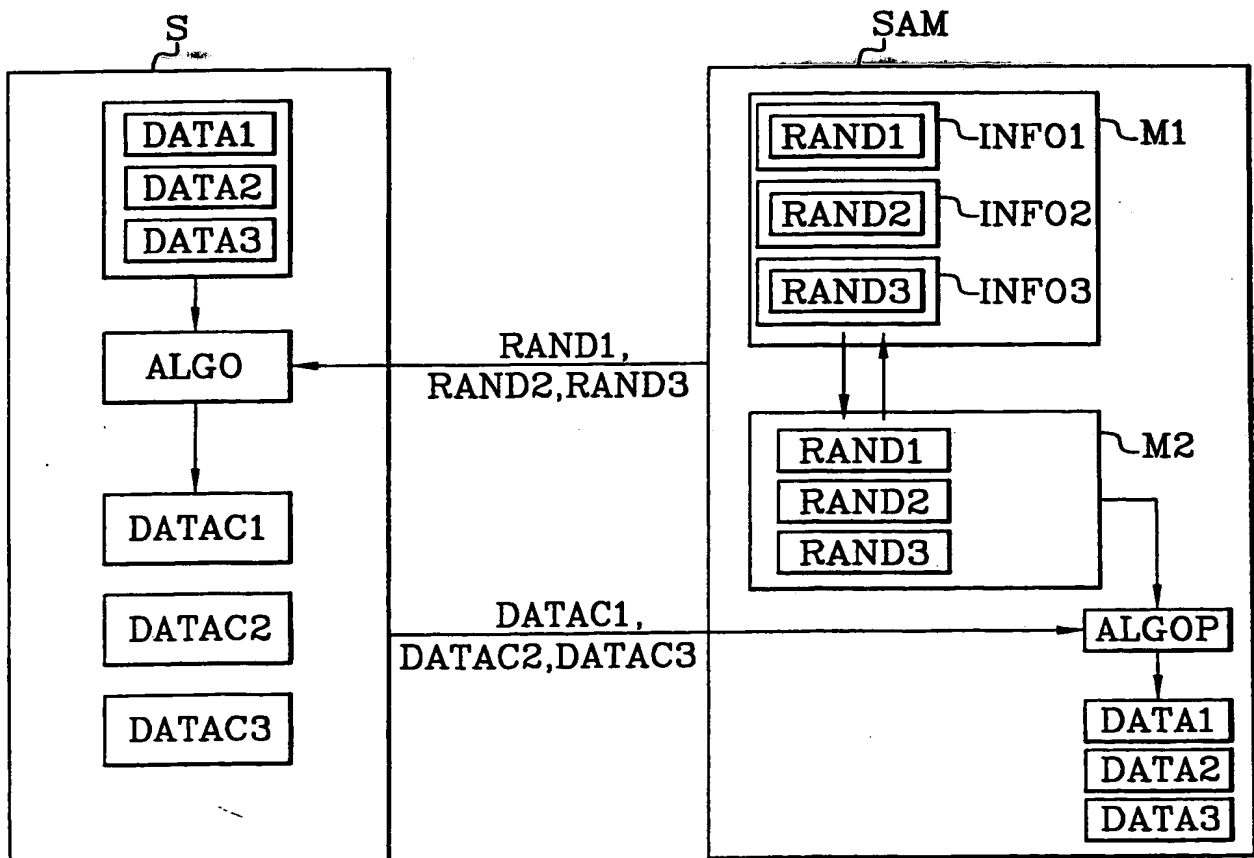 S
DATA1
DATA2
DATA3
ALGO
DATAC1
DATAC2
DATAC3
RAND1,
RAND2,RAND3
DATAC1,
DATAC2,DATAC3
SAM
RAND1
INFO1
M1
RAND2
INFO2
RAND3
INFO3
RAND1
M2
RAND2
RAND3
ALGOP
DATA1
DATA2
DATA3